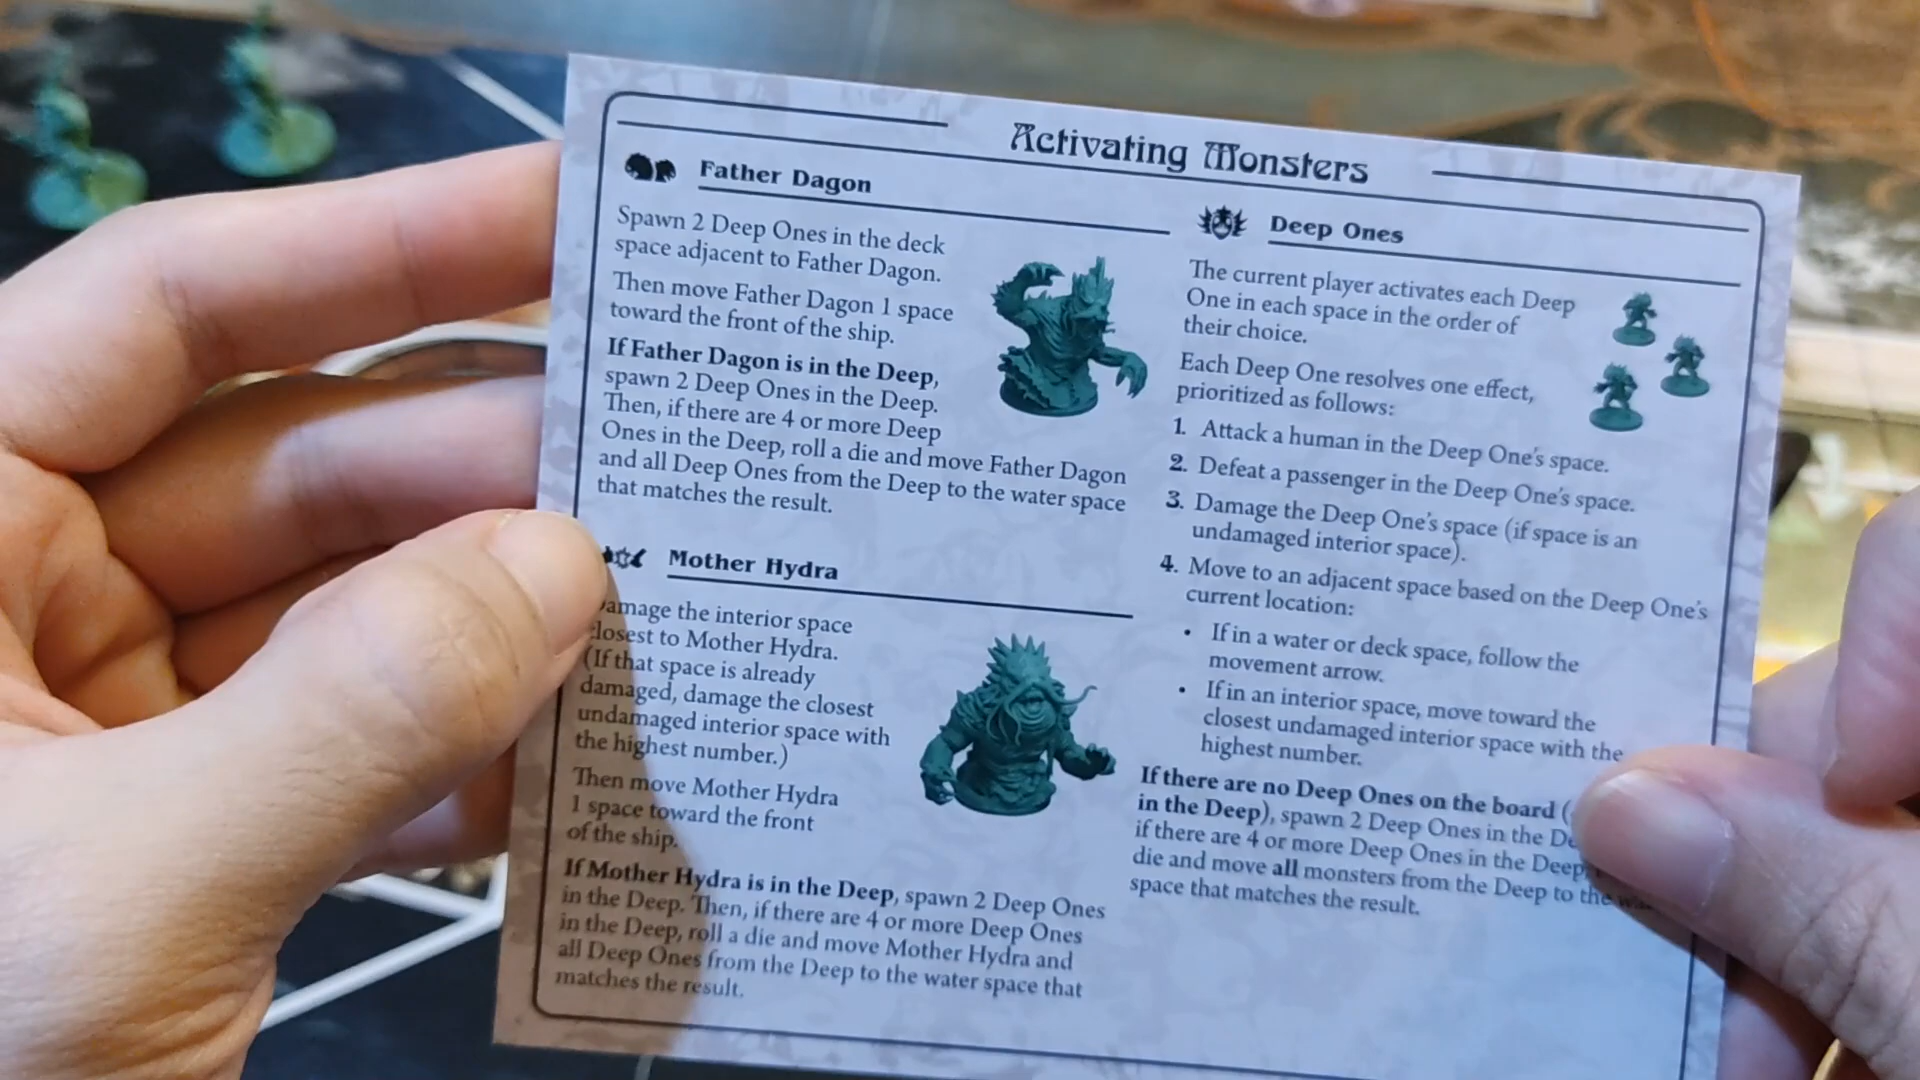 Activating Monsters
Father Dagon
Spawn 2 Deep Ones in the deck
space adjacent to Father Dagon.
Then move Father Dagon 1 space
toward the front of the ship.
If Father Dagon is in the Deep,
spawn 2 Deep Ones in the Deep.
Then, if there are 4 or more Deep
Ones in the Deep, roll a die and move Father Dagon
and all Deep Ones from the Deep to the water space
that matches the result.
Mother Hydra
Damage the interior space
closest to Mother Hydra.
(If that space is already
damaged, damage the closest
undamaged interior space with
the highest number.)
Then move Mother Hydra
1 space toward the front
of the ship.
If Mother Hydra is in the Deep, spawn 2 Deep Ones
in the Deep. Then, if there are 4 or more Deep Ones
in the Deep, roll a die and move Mother Hydra and
all Deep Ones from the Deep to the water space that
matches the result.
Deep Ones
The current player activates each Deep
One in each space in the order of
their choice.
Each Deep One resolves one effect,
prioritized as follows:
1. Attack a human in the Deep One's space.
2. Defeat a passenger in the Deep One's space.
3. Damage the Deep One's space (if space is an
undamaged interior space).
4. Move to an adjacent space based on the Deep One's
current location:
• If in a water or deck space, follow the
movement arrow.
• If in an interior space, move toward the
closest undamaged interior space with the
highest number.
If there are no Deep Ones on the board (
in the Deep), spawn 2 Deep Ones in the
if there are 4 or more Deep Ones in the Deep,
die and move all monsters from the Deep to the
space that matches the result.